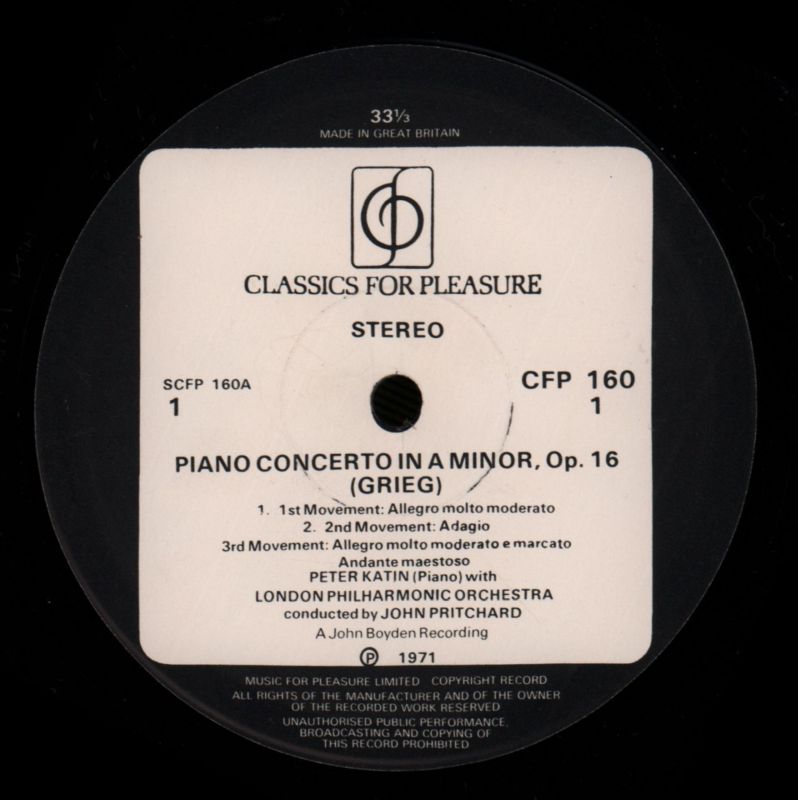 33⅓
MADE IN GREAT BRITAIN
CLASSICS FOR PLEASURE
STEREO
SCFP 160A
1
CFP 160
1
PIANO CONCERTO IN A MINOR, Op. 16
(GRIEG)
1. 1st Movement: Allegro molto moderato
2. 2nd Movement: Adagio
3rd Movement: Allegro molto moderato e marcato
Andante maestoso
PETER KATIN (Piano) with
LONDON PHILHARMONIC ORCHESTRA
conducted by JOHN PRITCHARD
A John Boyden Recording
℗ 1971
MUSIC FOR PLEASURE LIMITED COPYRIGHT RECORD
ALL RIGHTS OF THE MANUFACTURER AND OF THE OWNER
OF THE RECORDED WORK RESERVED
UNAUTHORISED PUBLIC PERFORMANCE,
BROADCASTING AND COPYING OF
THIS RECORD PROHIBITED